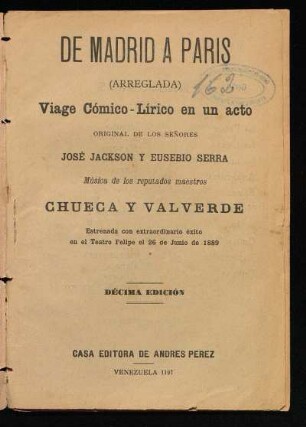 DE MADRID A PARIS
(ARREGLADA)
162
Viage Cómico-Lírico en un acto
ORIGINAL DE LOS SEÑORES
JOSÉ JACKSON Y EUSEBIO SERRA
Música de los reputados maestros
CHUECA Y VALVERDE
Estrenada con extraordinario éxito
en el Teatro Felipe el 26 de Junio de 1889
DÉCIMA EDICIÓN
CASA EDITORA DE ANDRES PEREZ
VENEZUELA 1197